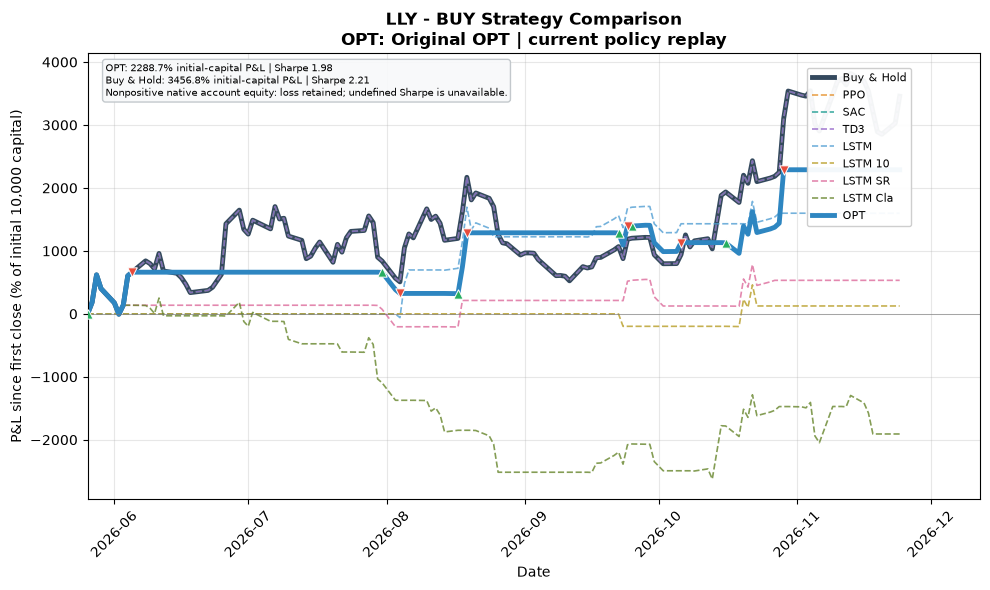 LLY - BUY Strategy Comparison
OPT: Original OPT | current policy replay
OPT: 2288.7% initial-capital P&L | Sharpe 1.98
Buy & Hold: 3456.8% initial-capital P&L | Sharpe 2.21
Nonpositive native account equity: loss retained; undefined Sharpe is unavailable.
Buy & Hold
PPO
SAC
TD3
LSTM
LSTM 10
LSTM SR
LSTM Cla
OPT
P&L since first close (% of initial 10,000 capital)
4000
3000
2000
1000
0
−1000
−2000
2026-06
2026-07
2026-08
2026-09
2026-10
2026-11
2026-12
Date